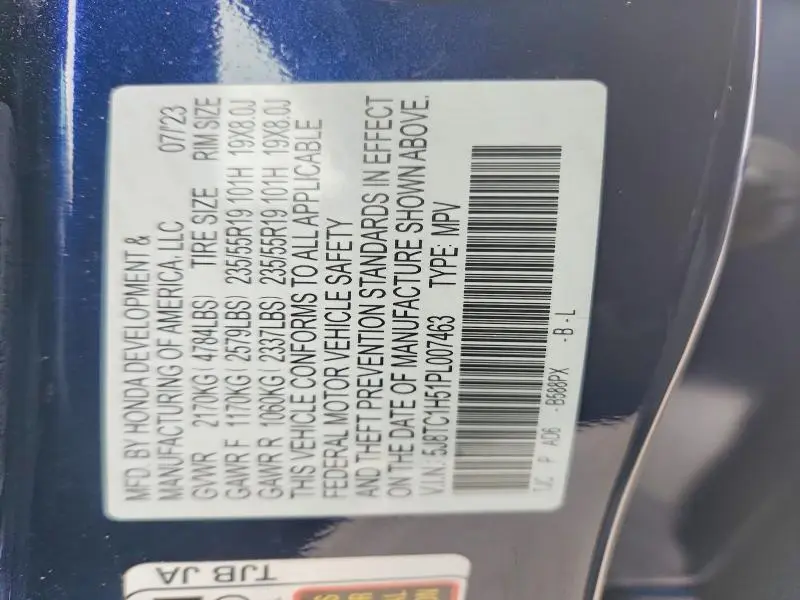 MFD. BY HONDA DEVELOPMENT &
MANUFACTURING OF AMERICA, LLC 07/'23
GVWR 2170KG (4784LBS) TIRE SIZE RIM SIZE
GAWR F 1170KG (2579LBS) 235/55R19 101H 19X8.0J
GAWR R 1060KG (2337LBS) 235/55R19 101H 19X8.0J
THIS VEHICLE CONFORMS TO ALL APPLICABLE
FEDERAL MOTOR VEHICLE SAFETY
AND THEFT PREVENTION STANDARDS IN EFFECT
ON THE DATE OF MANUFACTURE SHOWN ABOVE.
V.I.N.: 5J8TC1H51PL007463 TYPE: MPV
TJC P AD6 -B588PX -B -L
TJB JA